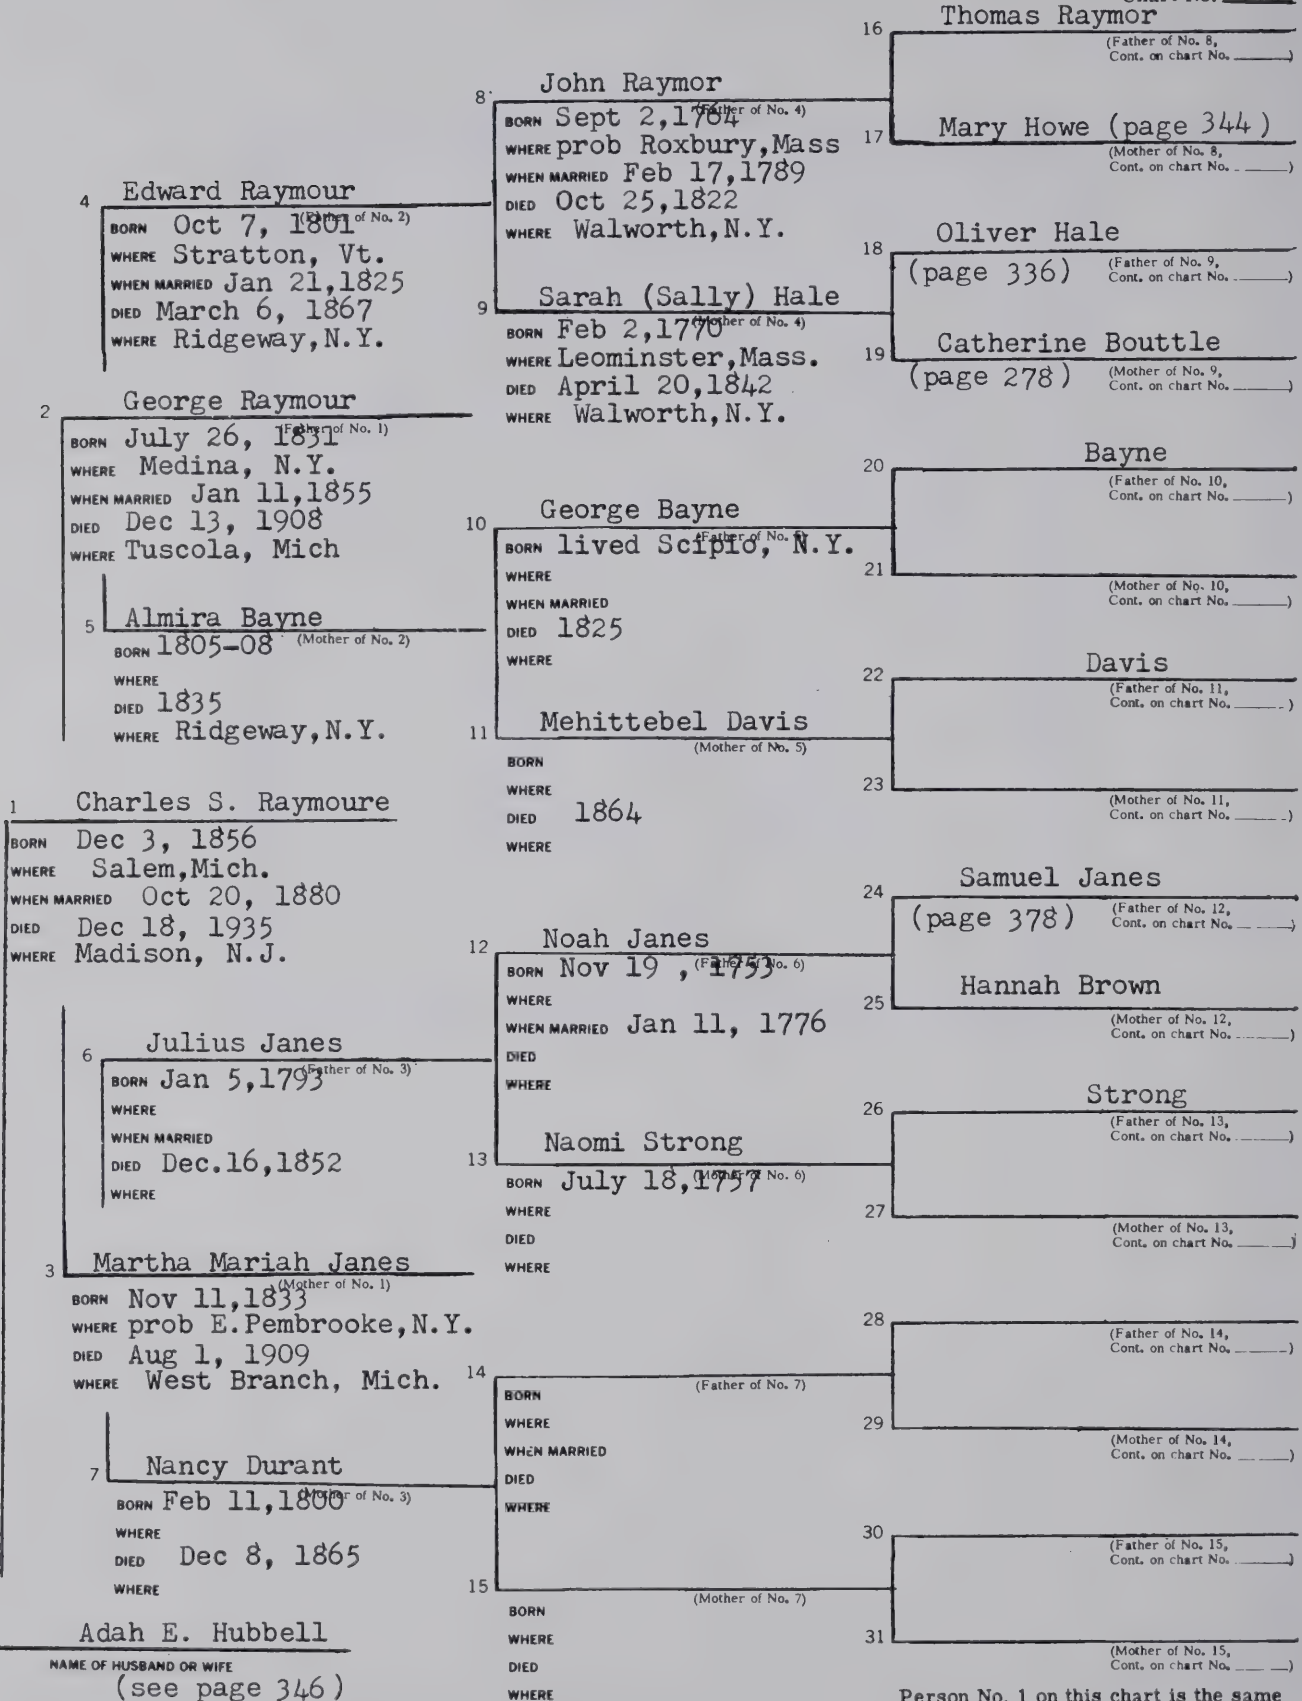 Thomas Raymor
16
(Father of No. 8,
Cont. on chart No.
John Raymor
8
(Father of No. 4)
BORN Sept 2,1764
WHERE prob Roxbury,Mass
WHEN MARRIED Feb 17,1789
DIED Oct 25,1822
WHERE Walworth,N.Y.
17
Mary Howe (page 344)
(Mother of No. 8,
Cont. on chart No.
4
Edward Raymour
(Father of No. 2)
BORN Oct 7, 1801
WHERE Stratton, Vt.
WHEN MARRIED Jan 21,1825
DIED March 6, 1867
WHERE Ridgeway,N.Y.
18
Oliver Hale
(page 336)
(Father of No. 9,
Cont. on chart No.
9
Sarah (Sally) Hale
(Mother of No. 4)
BORN Feb 2,1770
WHERE Leominster,Mass.
DIED April 20,1842
WHERE Walworth,N.Y.
19
Catherine Bouttle
(page 278)
(Mother of No. 9,
Cont. on chart No.
2
George Raymour
(Father of No. 1)
BORN July 26, 1831
WHERE Medina, N.Y.
WHEN MARRIED Jan 11,1855
DIED Dec 13, 1908
WHERE Tuscola, Mich
20
Bayne
(Father of No. 10,
Cont. on chart No.
10
George Bayne
(Father of No. 5)
BORN lived Scipio, N.Y.
WHERE
WHEN MARRIED
DIED 1825
WHERE
21
(Mother of No. 10,
Cont. on chart No.
5
Almira Bayne
(Mother of No. 2)
BORN 1805-08
WHERE
DIED 1835
WHERE Ridgeway,N.Y.
22
Davis
(Father of No. 11,
Cont. on chart No.
11
Mehittebel Davis
(Mother of No. 5)
BORN
WHERE
DIED 1864
WHERE
23
(Mother of No. 11,
Cont. on chart No.
1
Charles S. Raymoure
BORN Dec 3, 1856
WHERE Salem,Mich.
WHEN MARRIED Oct 20, 1880
DIED Dec 18, 1935
WHERE Madison, N.J.
24
Samuel Janes
(page 378)
(Father of No. 12,
Cont. on chart No.
12
Noah Janes
(Father of No. 6)
BORN Nov 19 , 1753
WHERE
WHEN MARRIED Jan 11, 1776
DIED
WHERE
25
Hannah Brown
(Mother of No. 12,
Cont. on chart No.
6
Julius Janes
(Father of No. 3)
BORN Jan 5,1793
WHERE
WHEN MARRIED
DIED Dec.16,1852
WHERE
26
Strong
(Father of No. 13,
Cont. on chart No.
13
Naomi Strong
(Mother of No. 6)
BORN July 18,1757
WHERE
DIED
WHERE
27
(Mother of No. 13,
Cont. on chart No.
3
Martha Mariah Janes
(Mother of No. 1)
BORN Nov 11,1833
WHERE prob E.Pembrooke,N.Y.
DIED Aug 1, 1909
WHERE West Branch, Mich.
28
(Father of No. 14,
Cont. on chart No.
14
(Father of No. 7)
BORN
WHERE
WHEN MARRIED
DIED
WHERE
29
(Mother of No. 14,
Cont. on chart No.
7
Nancy Durant
(Mother of No. 3)
BORN Feb 11,1800
WHERE
DIED Dec 8, 1865
WHERE
30
(Father of No. 15,
Cont. on chart No.
15
(Mother of No. 7)
BORN
WHERE
DIED
WHERE
31
(Mother of No. 15,
Cont. on chart No.
Adah E. Hubbell
NAME OF HUSBAND OR WIFE
(see page 346)
Person No. 1 on this chart is the same